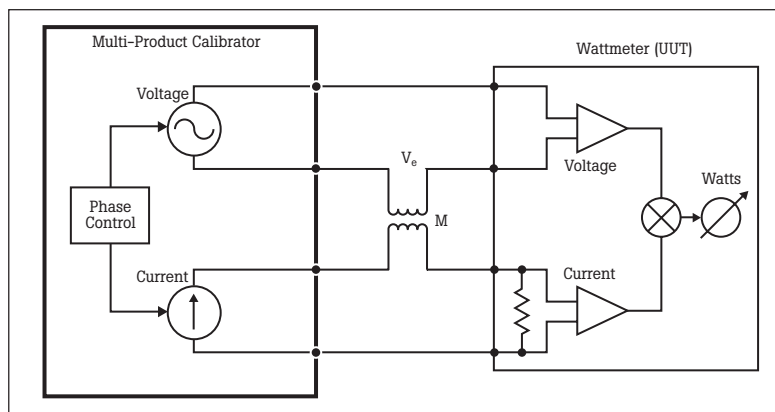 Multi-Product Calibrator
Wattmeter (UUT)
Voltage
Vₑ
Voltage
Watts
Phase
Control
M
Current
Current